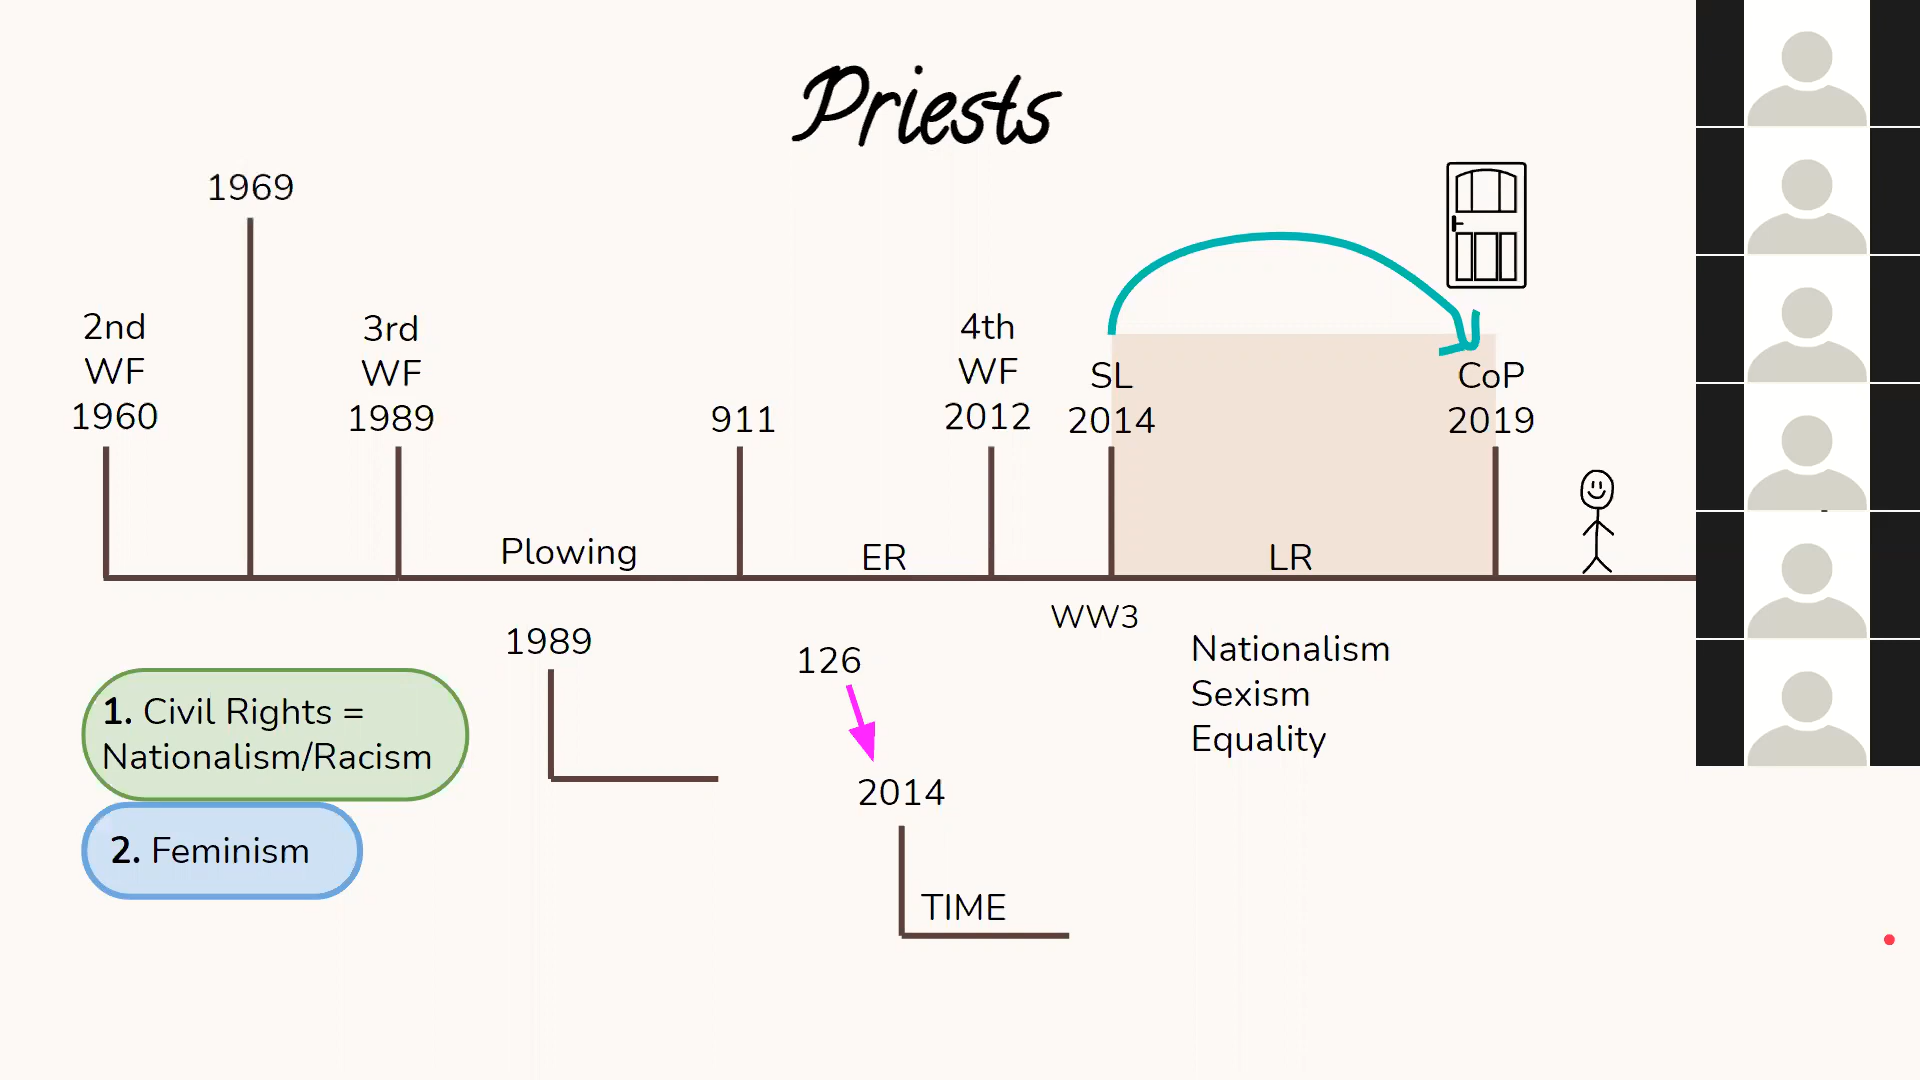 Priests
1969
2nd
WF
1960
3rd
WF
1989
911
4th
WF
2012
SL
2014
CoP
2019
Plowing
ER
LR
WW3
1989
126
2014
TIME
Nationalism
Sexism
Equality
1. Civil Rights =
Nationalism/Racism
2. Feminism